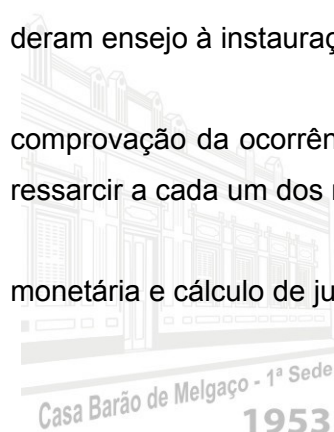 deram ensejo à instauraç
comprovação da ocorrên
ressarcir a cada um dos
monetária e cálculo de ju
Casa Barão de Melgaço - 1ª Sede
1953